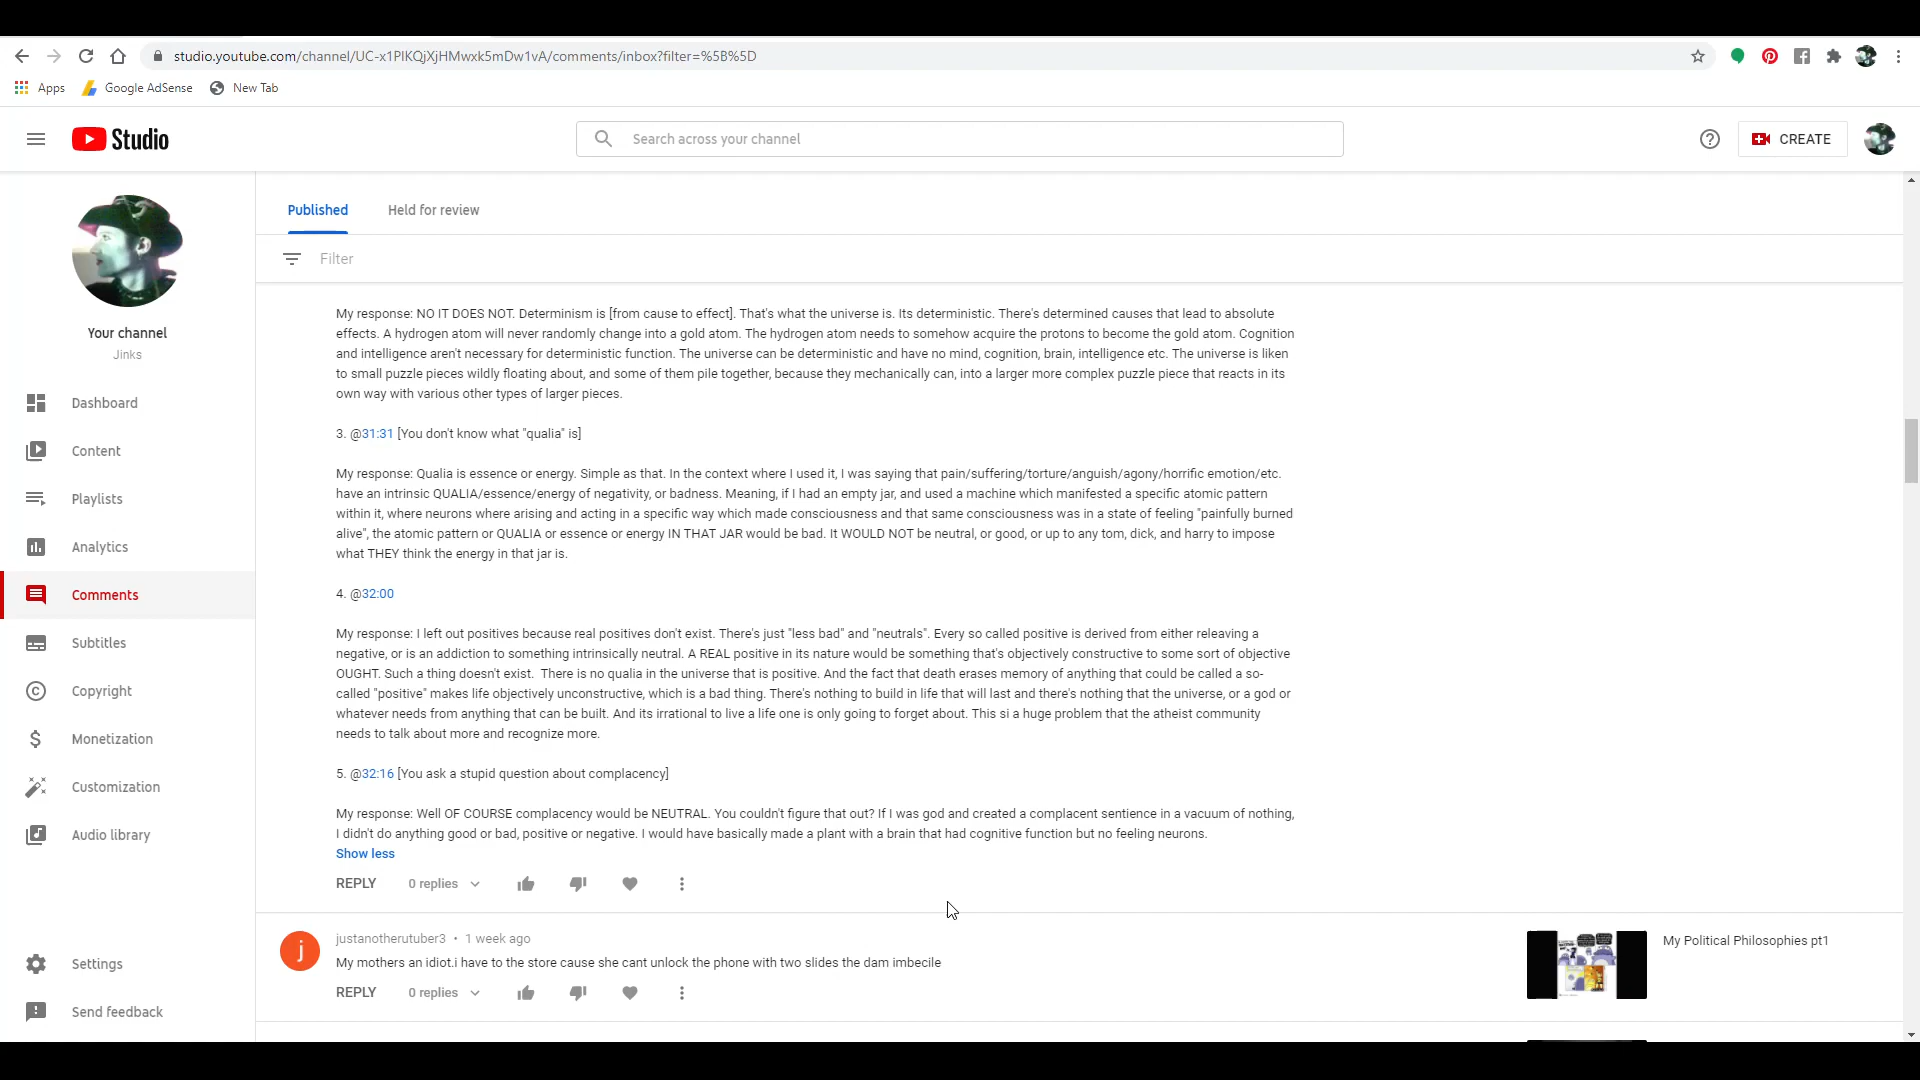 studio.youtube.com/channel/UC-x1PIKQjXjHMwxk5mDw1vA/comments/inbox?filter=%5B%5D
Apps Google AdSense New Tab
Studio
Search across your channel
CREATE
Your channel
Jinks
Dashboard
Content
Playlists
Analytics
Comments
Subtitles
Copyright
Monetization
Customization
Audio library
Settings
Send feedback
Published Held for review
Filter
My response: NO IT DOES NOT. Determinism is [from cause to effect]. That's what the universe is. Its deterministic. There's determined causes that lead to absolute
effects. A hydrogen atom will never randomly change into a gold atom. The hydrogen atom needs to somehow acquire the protons to become the gold atom. Cognition
and intelligence aren't necessary for deterministic function. The universe can be deterministic and have no mind, cognition, brain, intelligence etc. The universe is liken
to small puzzle pieces wildly floating about, and some of them pile together, because they mechanically can, into a larger more complex puzzle piece that reacts in its
own way with various other types of larger pieces.
3. @31:31 [You don't know what "qualia" is]
My response: Qualia is essence or energy. Simple as that. In the context where I used it, I was saying that pain/suffering/torture/anguish/agony/horrific emotion/etc.
have an intrinsic QUALIA/essence/energy of negativity, or badness. Meaning, if I had an empty jar, and used a machine which manifested a specific atomic pattern
within it, where neurons where arising and acting in a specific way which made consciousness and that same consciousness was in a state of feeling "painfully burned
alive", the atomic pattern or QUALIA or essence or energy IN THAT JAR would be bad. It WOULD NOT be neutral, or good, or up to any tom, dick, and harry to impose
what THEY think the energy in that jar is.
4. @32:00
My response: I left out positives because real positives don't exist. There's just "less bad" and "neutrals". Every so called positive is derived from either releaving a
negative, or is an addiction to something intrinsically neutral. A REAL positive in its nature would be something that's objectively constructive to some sort of objective
OUGHT. Such a thing doesn't exist. There is no qualia in the universe that is positive. And the fact that death erases memory of anything that could be called a so-
called "positive" makes life objectively unconstructive, which is a bad thing. There's nothing to build in life that will last and there's nothing that the universe, or a god or
whatever needs from anything that can be built. And its irrational to live a life one is only going to forget about. This si a huge problem that the atheist community
needs to talk about more and recognize more.
5. @32:16 [You ask a stupid question about complacency]
My response: Well OF COURSE complacency would be NEUTRAL. You couldn't figure that out? If I was god and created a complacent sentience in a vacuum of nothing,
I didn't do anything good or bad, positive or negative. I would have basically made a plant with a brain that had cognitive function but no feeling neurons.
Show less
REPLY 0 replies
j
justanotherutuber3 • 1 week ago
My mothers an idiot.i have to the store cause she cant unlock the phone with two slides the dam imbecile
REPLY 0 replies
My Political Philosophies pt1